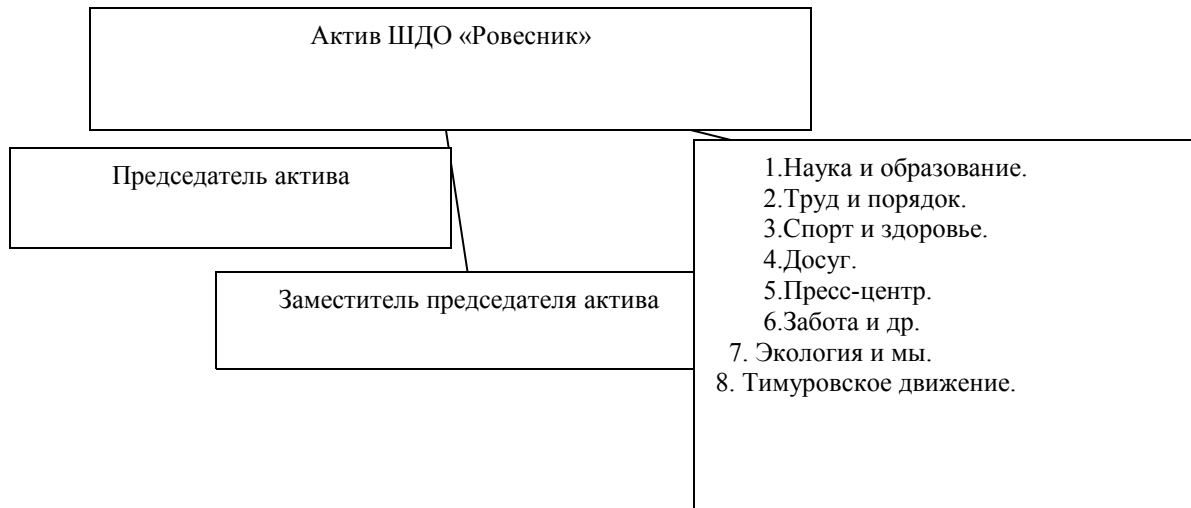 Актив ШДО «Ровесник»
Председатель актива
Заместитель председателя актива
1.Наука и образование.
2.Труд и порядок.
3.Спорт и здоровье.
4.Досуг.
5.Пресс-центр.
6.Забота и др.
7. Экология и мы.
8. Тимуровское движение.